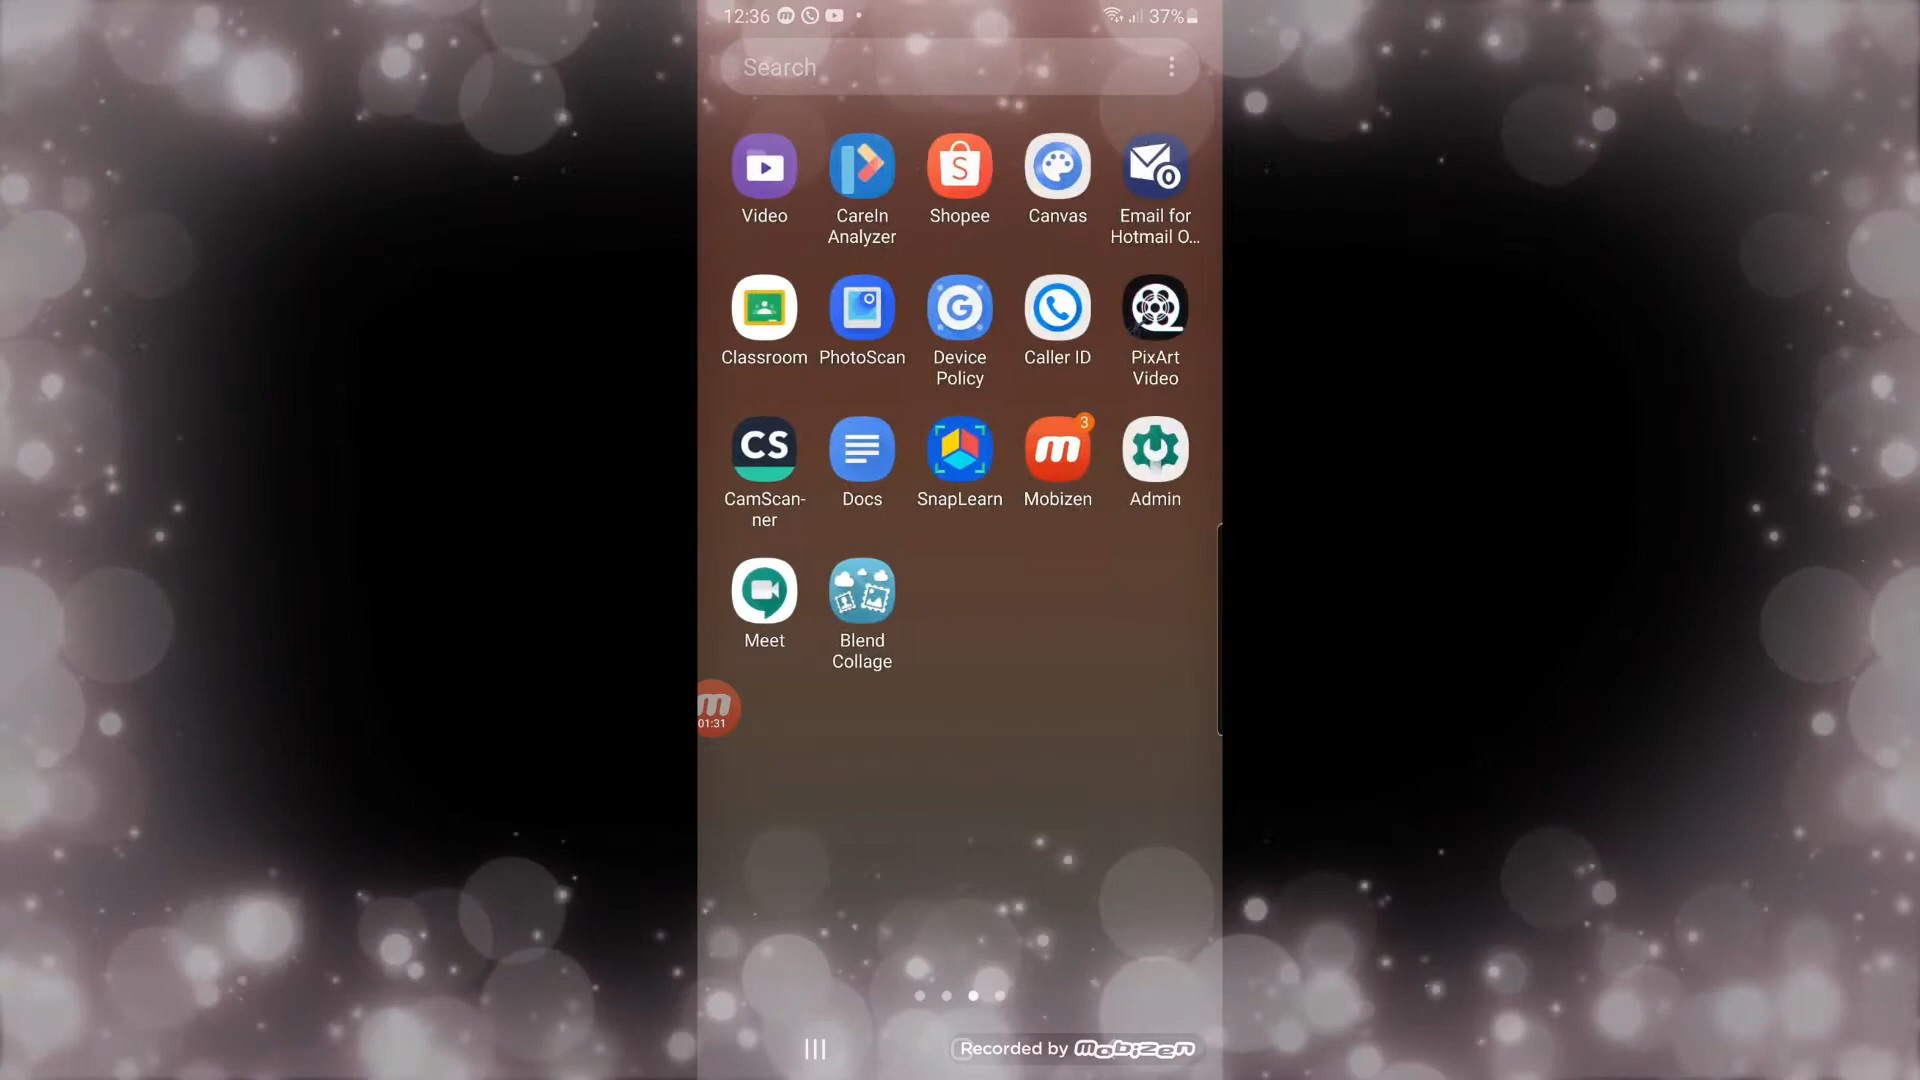 12:36
37%
Search
S
Video
CareIn
Analyzer
Shopee
Canvas
Email for
Hotmail O...
G
Classroom
PhotoScan
Device
Policy
Caller ID
PixArt
Video
CS
m
3
CamScan-
ner
Docs
SnapLearn
Mobizen
Admin
Meet
Blend
Collage
m
01:31
Recorded by mobizen